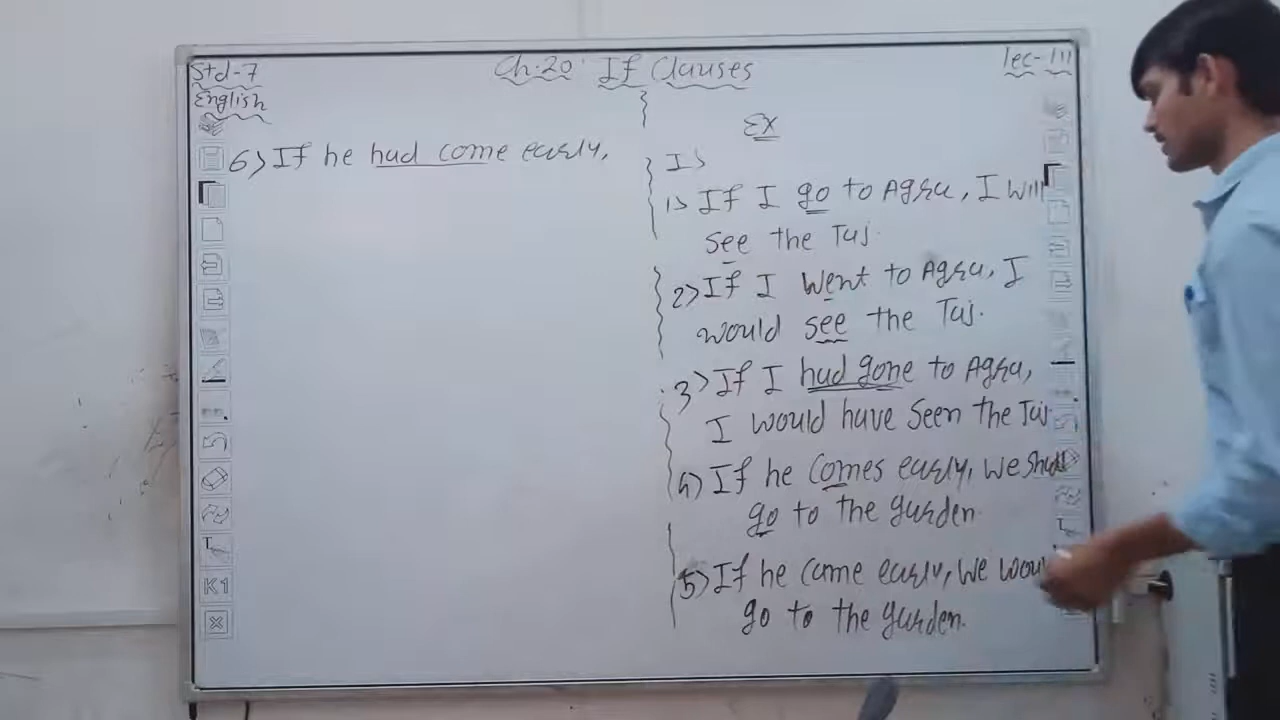 Std-7
English
Ch.20: If Clauses
lec-111
6) If he had come early,
Ex
I)
1) If I go to Agra, I will
see the Taj.
2) If I went to Agra, I
would see the Taj.
3) If I had gone to Agra,
I would have seen the Taj
4) If he comes early, we shall
go to the garden
5) If he came early, we woul
go to the garden.
T
K1
T